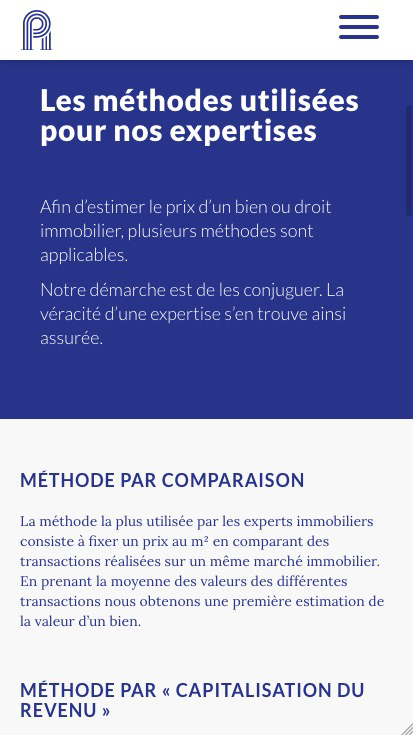 Les méthodes utilisées
pour nos expertises
Afin d’estimer le prix d’un bien ou droit
immobilier, plusieurs méthodes sont
applicables.
Notre démarche est de les conjuguer. La
véracité d’une expertise s’en trouve ainsi
assurée.
MÉTHODE PAR COMPARAISON
La méthode la plus utilisée par les experts immobiliers
consiste à fixer un prix au m² en comparant des
transactions réalisées sur un même marché immobilier.
En prenant la moyenne des valeurs des différentes
transactions nous obtenons une première estimation de
la valeur d’un bien.
MÉTHODE PAR « CAPITALISATION DU
REVENU »